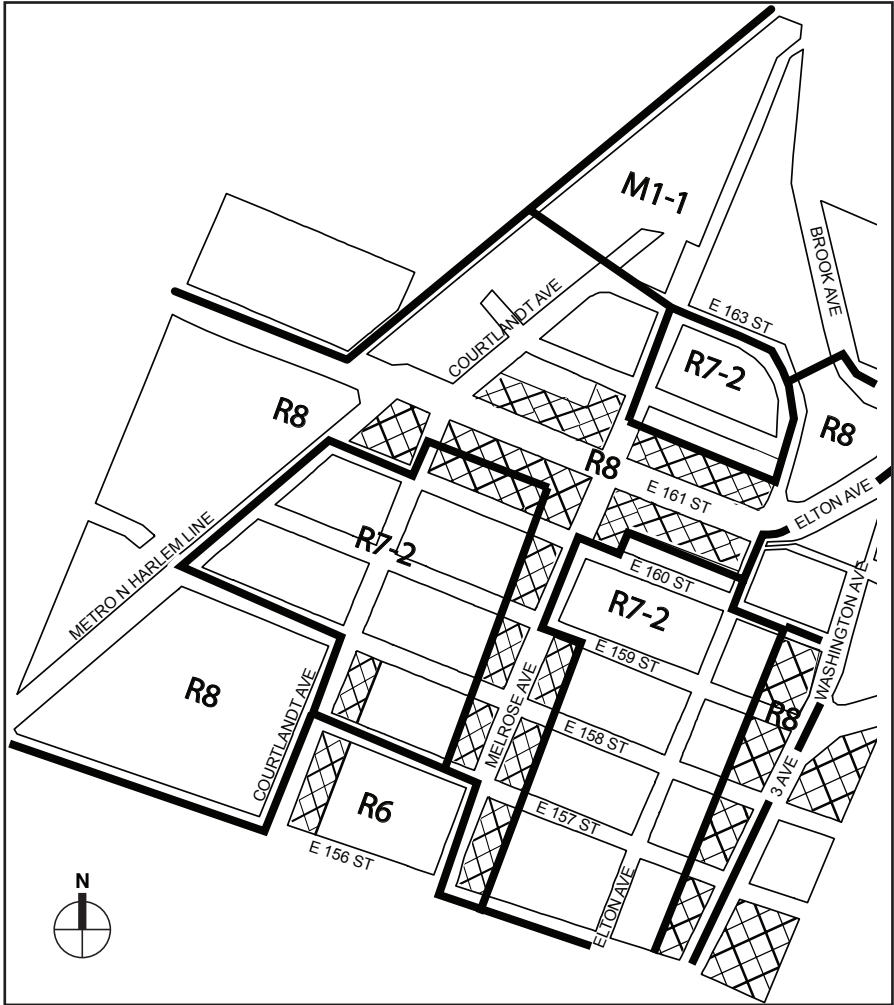 M1-1
BROOK AVE
COURTLANDT AVE
E 163 ST
R7-2
R8
R8
R8
E 161 ST
ELTON AVE
R7-2
METRO N HARLEM LINE
E 160 ST
R7-2
WASHINGTON AVE
E 159 ST
R8
COURTLANDT AVE
MELROSE AVE
R8
E 158 ST
3 AVE
R6
E 157 ST
E 156 ST
N
ELTON AVE